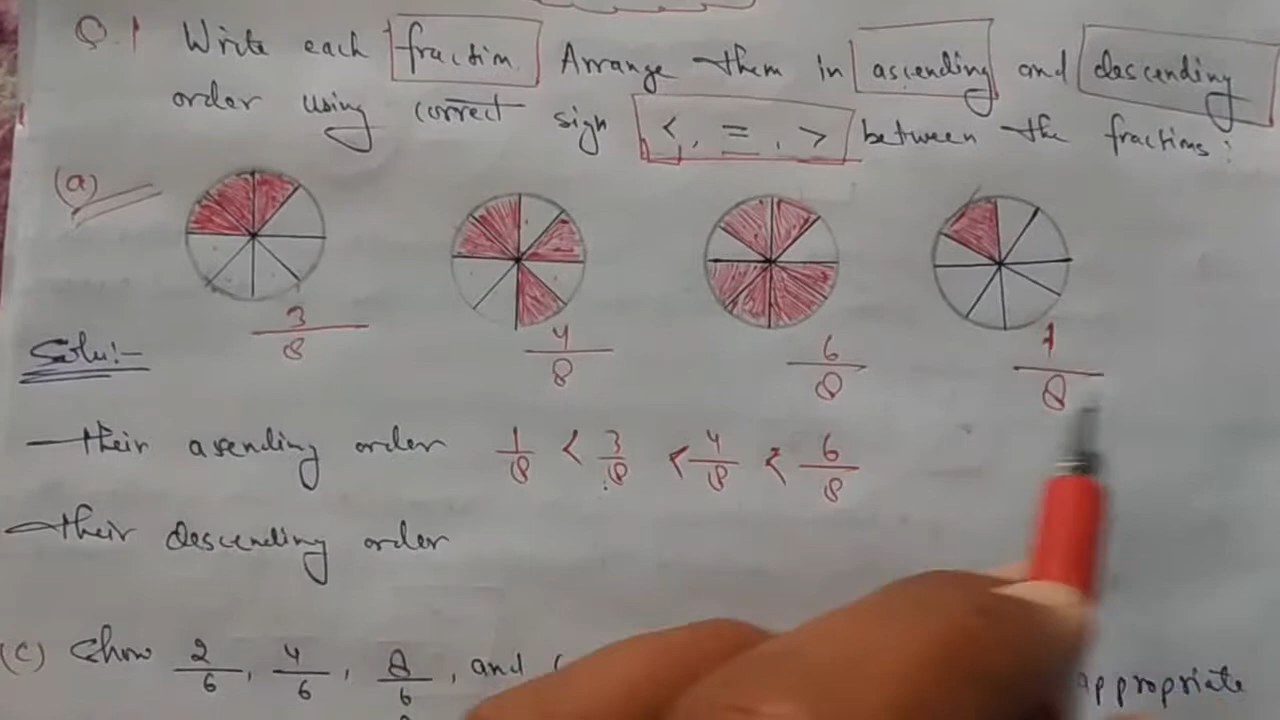 Q.1 Write each fraction. Arrange them in ascending and descending
order using correct sign <, =, > between the fractions:
(a)
3/8 4/8 6/8 1/8
Solu:-
their asending order 1/8 < 3/8 < 4/8 < 6/8
their descending order
(C) Show 2/6, 4/6, 8/6, and
appropriate